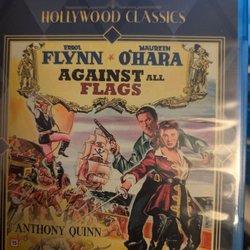 HOLLYWOOD CLASSICS
ERROL MAUREEN
FLYNN * O'HARA
AGAINST ALL
FLAGS
ANTHONY QUINN